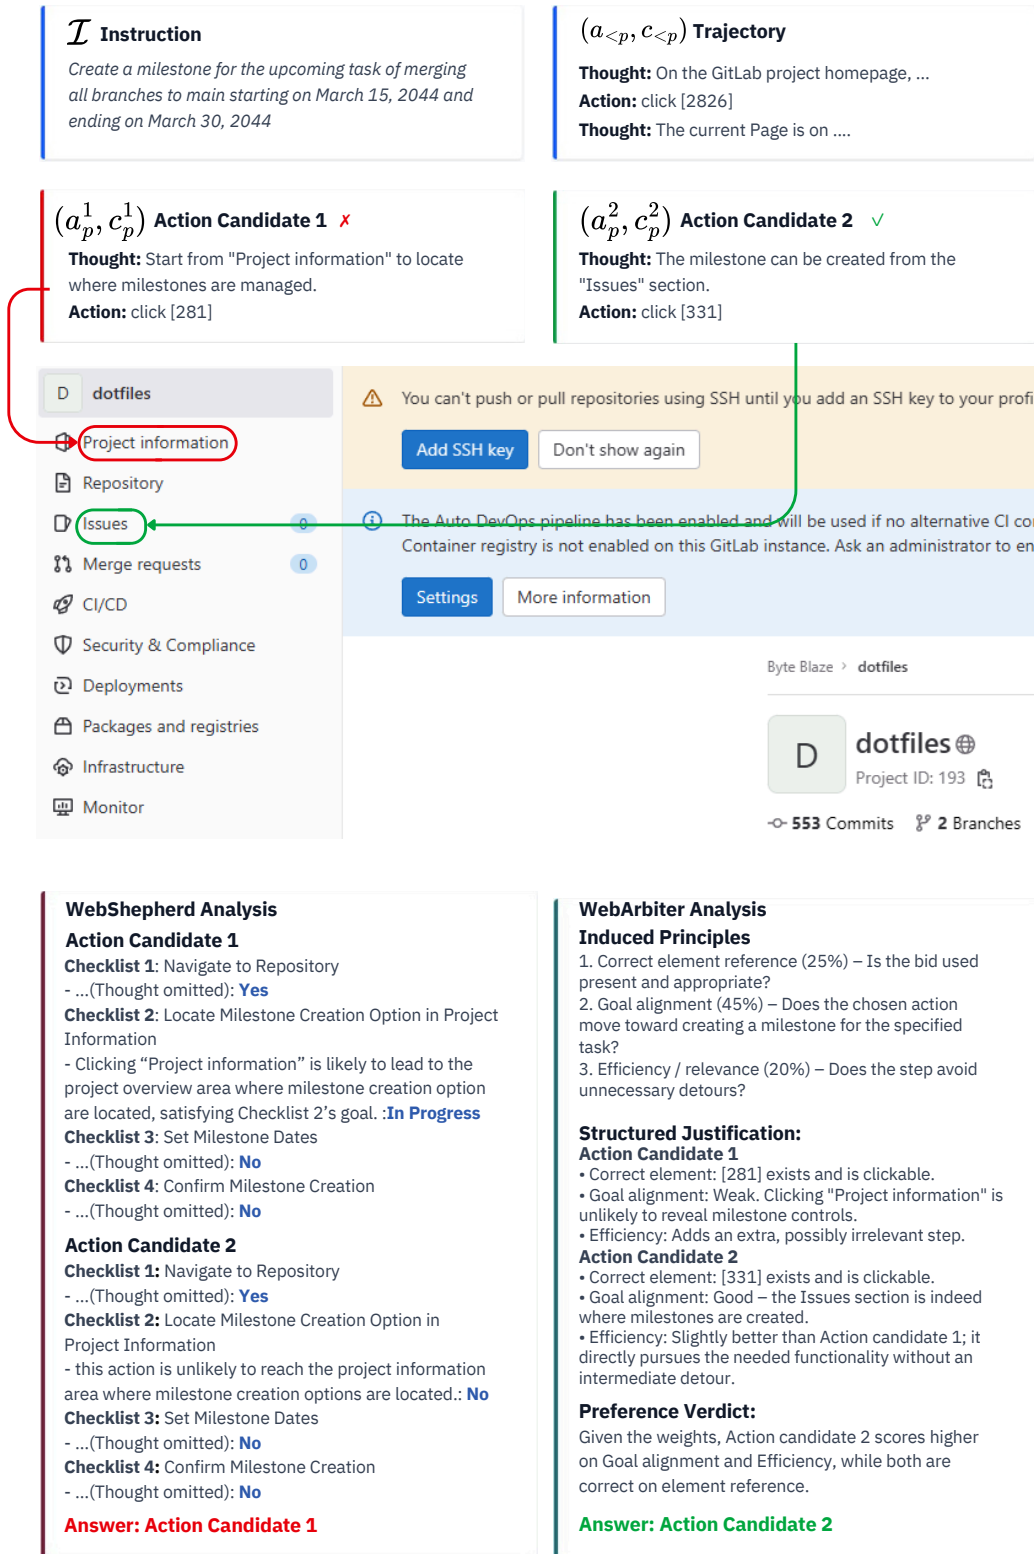 ℐ Instruction
Create a milestone for the upcoming task of merging
all branches to main starting on March 15, 2044 and
ending on March 30, 2044
(a<p, c<p) Trajectory
Thought: On the GitLab project homepage, ...
Action: click [2826]
Thought: The current Page is on ....
(a¹p, c¹p) Action Candidate 1 ✗
Thought: Start from "Project information" to locate
where milestones are managed.
Action: click [281]
(a²p, c²p) Action Candidate 2 ✓
Thought: The milestone can be created from the
"Issues" section.
Action: click [331]
D dotfiles
Project information
Repository
Issues 0
Merge requests 0
CI/CD
Security & Compliance
Deployments
Packages and registries
Infrastructure
Monitor
You can't push or pull repositories using SSH until you add an SSH key to your profi
Add SSH key Don't show again
The Auto DevOps pipeline has been enabled and will be used if no alternative CI co
Container registry is not enabled on this GitLab instance. Ask an administrator to en
Settings More information
Byte Blaze > dotfiles
D dotfiles
Project ID: 193
553 Commits 2 Branches
WebShepherd Analysis
Action Candidate 1
Checklist 1: Navigate to Repository
- ...(Thought omitted): Yes
Checklist 2: Locate Milestone Creation Option in Project
Information
- Clicking “Project information” is likely to lead to the
project overview area where milestone creation option
are located, satisfying Checklist 2’s goal. :In Progress
Checklist 3: Set Milestone Dates
- ...(Thought omitted): No
Checklist 4: Confirm Milestone Creation
- ...(Thought omitted): No
Action Candidate 2
Checklist 1: Navigate to Repository
- ...(Thought omitted): Yes
Checklist 2: Locate Milestone Creation Option in
Project Information
- this action is unlikely to reach the project information
area where milestone creation options are located.: No
Checklist 3: Set Milestone Dates
- ...(Thought omitted): No
Checklist 4: Confirm Milestone Creation
- ...(Thought omitted): No
Answer: Action Candidate 1
WebArbiter Analysis
Induced Principles
1. Correct element reference (25%) – Is the bid used
present and appropriate?
2. Goal alignment (45%) – Does the chosen action
move toward creating a milestone for the specified
task?
3. Efficiency / relevance (20%) – Does the step avoid
unnecessary detours?
Structured Justification:
Action Candidate 1
• Correct element: [281] exists and is clickable.
• Goal alignment: Weak. Clicking "Project information" is
unlikely to reveal milestone controls.
• Efficiency: Adds an extra, possibly irrelevant step.
Action Candidate 2
• Correct element: [331] exists and is clickable.
• Goal alignment: Good – the Issues section is indeed
where milestones are created.
• Efficiency: Slightly better than Action candidate 1; it
directly pursues the needed functionality without an
intermediate detour.
Preference Verdict:
Given the weights, Action candidate 2 scores higher
on Goal alignment and Efficiency, while both are
correct on element reference.
Answer: Action Candidate 2